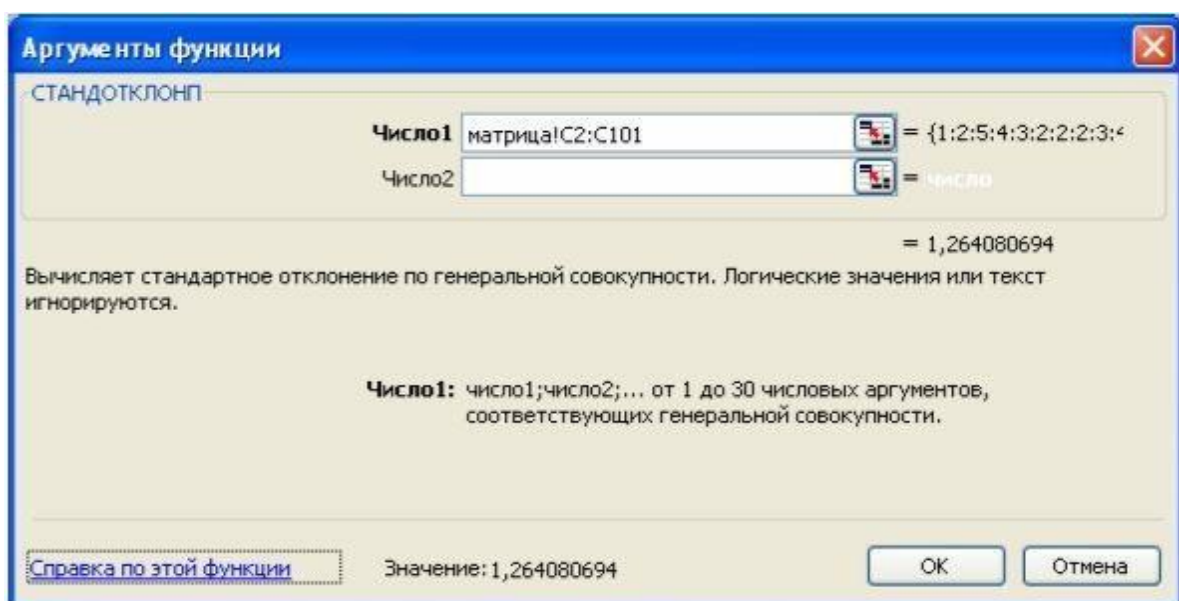 Аргументы функции
СТАНДОТКЛОНП
Число1 матрица!C2:C101 = {1:2:5:4:3:2:2:2:3:4
Число2 = число
= 1,264080694
Вычисляет стандартное отклонение по генеральной совокупности. Логические значения или текст
игнорируются.
Число1: число1;число2;... от 1 до 30 числовых аргументов,
соответствующих генеральной совокупности.
Справка по этой функции Значение:1,264080694 ОК Отмена